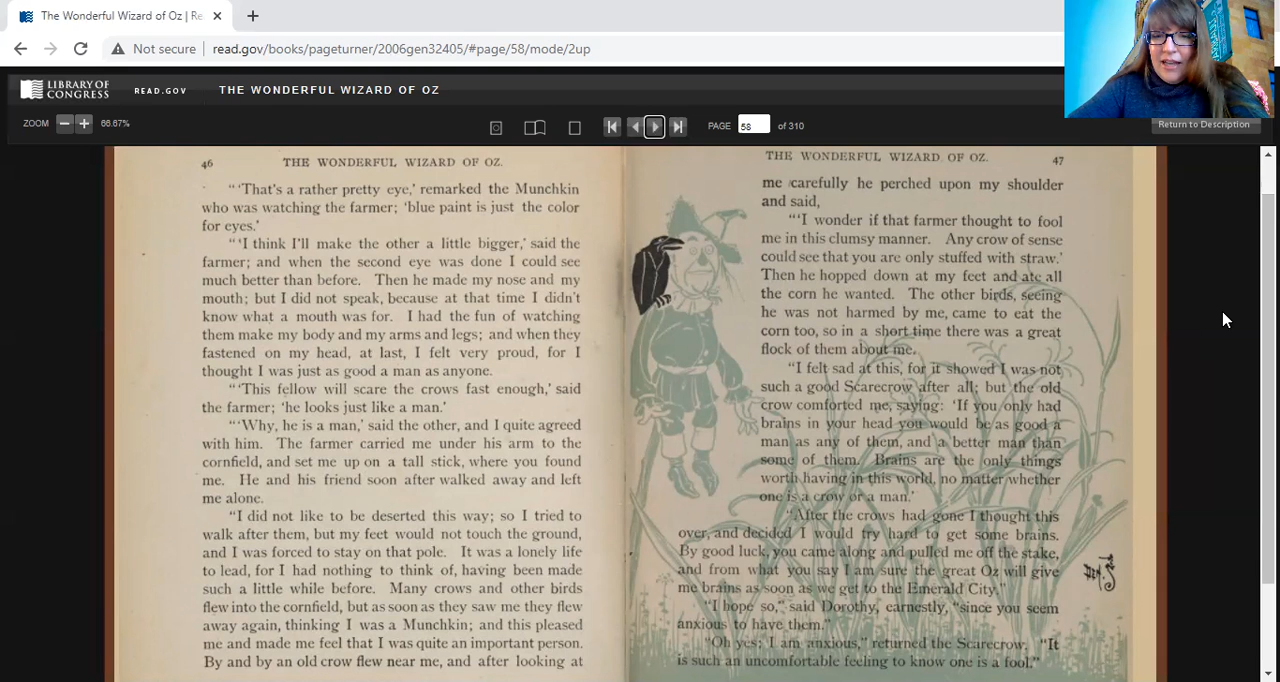 The Wonderful Wizard of Oz | Re
Not secure
read.gov/books/pageturner/2006gen32405/#page/58/mode/2up
LIBRARY OF
CONGRESS
READ.GOV
THE WONDERFUL WIZARD OF OZ
ZOOM
66.67%
PAGE
58
of 310
Return to Description
46
THE WONDERFUL WIZARD OF OZ.
"'That's a rather pretty eye,' remarked the Munchkin
who was watching the farmer; 'blue paint is just the color
for eyes.'
"'I think I'll make the other a little bigger,' said the
farmer; and when the second eye was done I could see
much better than before. Then he made my nose and my
mouth; but I did not speak, because at that time I didn't
know what a mouth was for. I had the fun of watching
them make my body and my arms and legs; and when they
fastened on my head, at last, I felt very proud, for I
thought I was just as good a man as anyone.
"'This fellow will scare the crows fast enough,' said
the farmer; 'he looks just like a man.'
"'Why, he is a man,' said the other, and I quite agreed
with him. The farmer carried me under his arm to the
cornfield, and set me up on a tall stick, where you found
me. He and his friend soon after walked away and left
me alone.
"I did not like to be deserted this way; so I tried to
walk after them, but my feet would not touch the ground,
and I was forced to stay on that pole. It was a lonely life
to lead, for I had nothing to think of, having been made
such a little while before. Many crows and other birds
flew into the cornfield, but as soon as they saw me they flew
away again, thinking I was a Munchkin; and this pleased
me and made me feel that I was quite an important person.
By and by an old crow flew near me, and after looking at
THE WONDERFUL WIZARD OF OZ.
47
me carefully he perched upon my shoulder
and said,
"'I wonder if that farmer thought to fool
me in this clumsy manner. Any crow of sense
could see that you are only stuffed with straw.'
Then he hopped down at my feet and ate all
the corn he wanted. The other birds, seeing
he was not harmed by me, came to eat the
corn too, so in a short time there was a great
flock of them about me.
"I felt sad at this, for it showed I was not
such a good Scarecrow after all; but the old
crow comforted me, saying: 'If you only had
brains in your head you would be as good a
man as any of them, and a better man than
some of them. Brains are the only things
worth having in this world, no matter whether
one is a crow or a man.'
"After the crows had gone I thought this
over, and decided I would try hard to get some brains.
By good luck, you came along and pulled me off the stake,
and from what you say I am sure the great Oz will give
me brains as soon as we get to the Emerald City."
"I hope so," said Dorothy, earnestly, "since you seem
anxious to have them."
"Oh yes; I am anxious," returned the Scarecrow. "It
is such an uncomfortable feeling to know one is a fool."